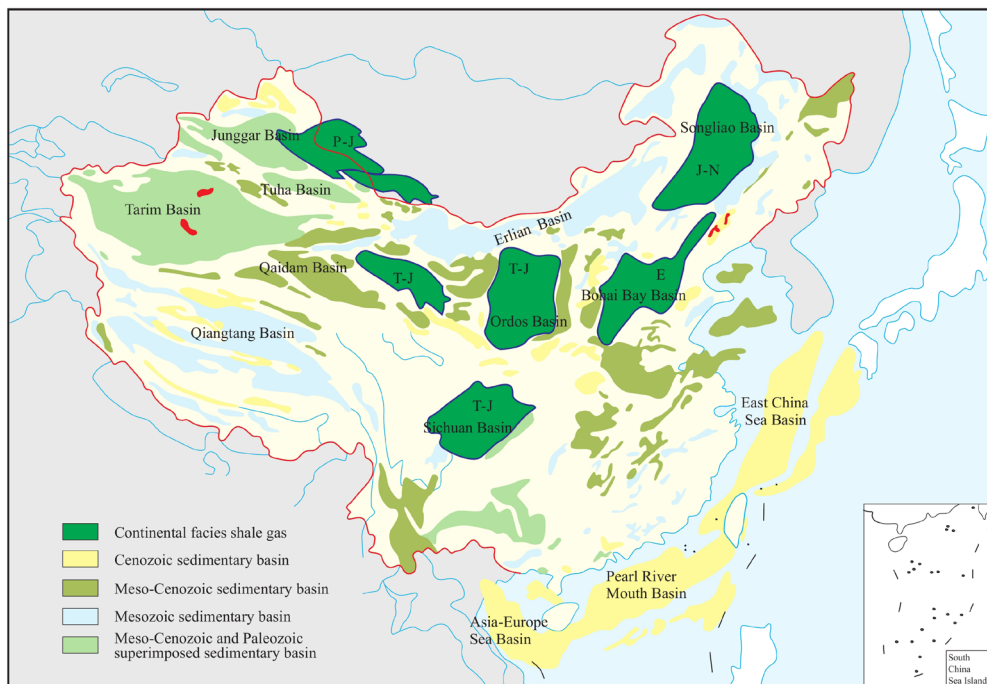 Junggar Basin
P-J
Songliao Basin
J-N
Tuha Basin
Tarim Basin
Erlian Basin
Qaidam Basin
T-J
T-J
E
Bohai Bay Basin
Ordos Basin
Qiangtang Basin
T-J
Sichuan Basin
East China
Sea Basin
Pearl River
Mouth Basin
Asia-Europe
Sea Basin
Continental facies shale gas
Cenozoic sedimentary basin
Meso-Cenozoic sedimentary basin
Mesozoic sedimentary basin
Meso-Cenozoic and Paleozoic
superimposed sedimentary basin
South
China
Sea Island